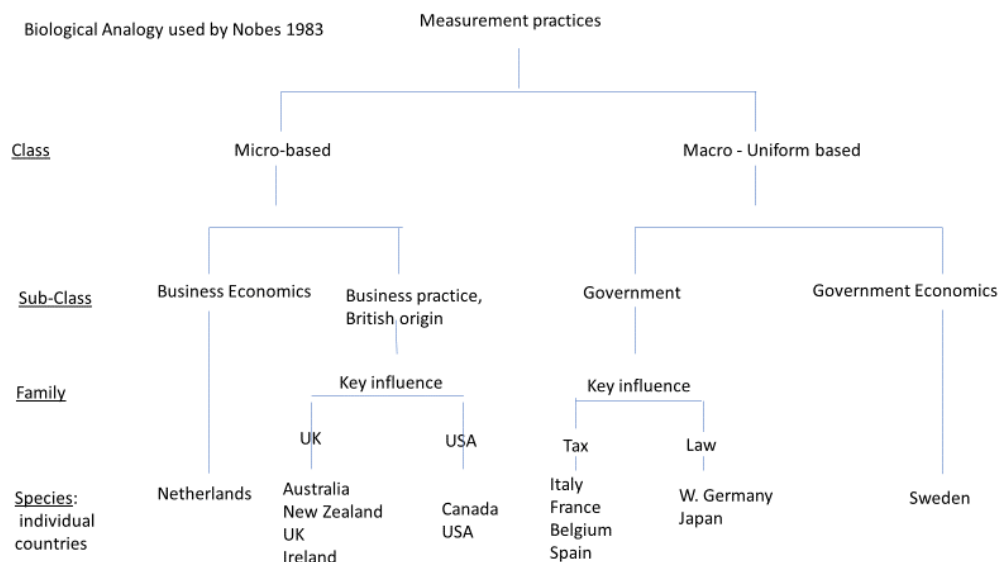 Biological Analogy used by Nobes 1983
Measurement practices
Class
Micro-based
Macro - Uniform based
Sub-Class
Business Economics
Business practice,
British origin
Government
Government Economics
Family
Key influence
Key influence
UK
USA
Tax
Law
Species:
individual
countries
Netherlands
Australia
New Zealand
UK
Ireland
Canada
USA
Italy
France
Belgium
Spain
W. Germany
Japan
Sweden